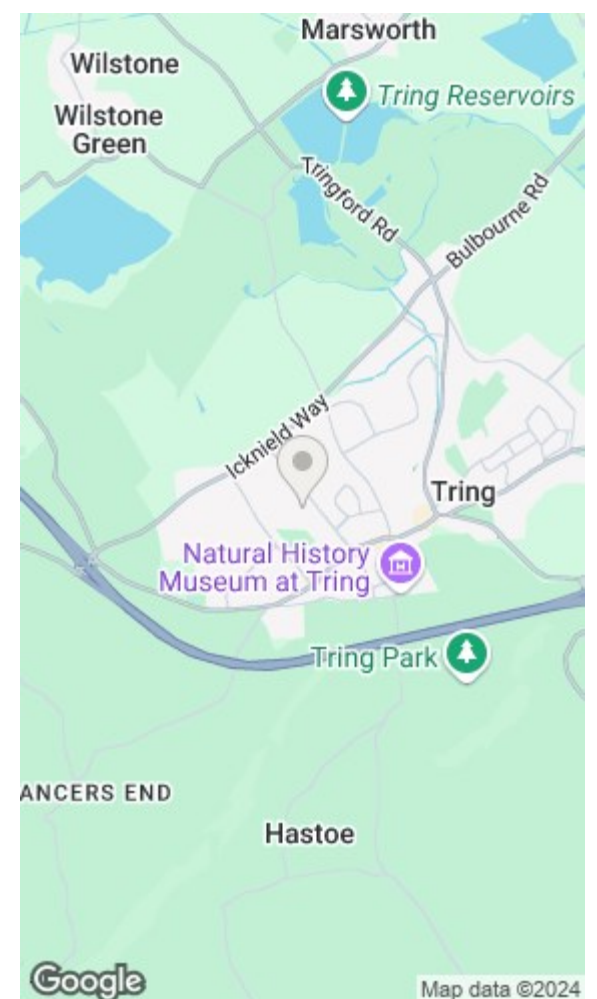 Marsworth
Wilstone
Tring Reservoirs
Wilstone
Green
Tringford Rd
Bulbourne Rd
Icknield Way
Tring
Natural History
Museum at Tring
Tring Park
ANCERS END
Hastoe
Google
Map data ©2024